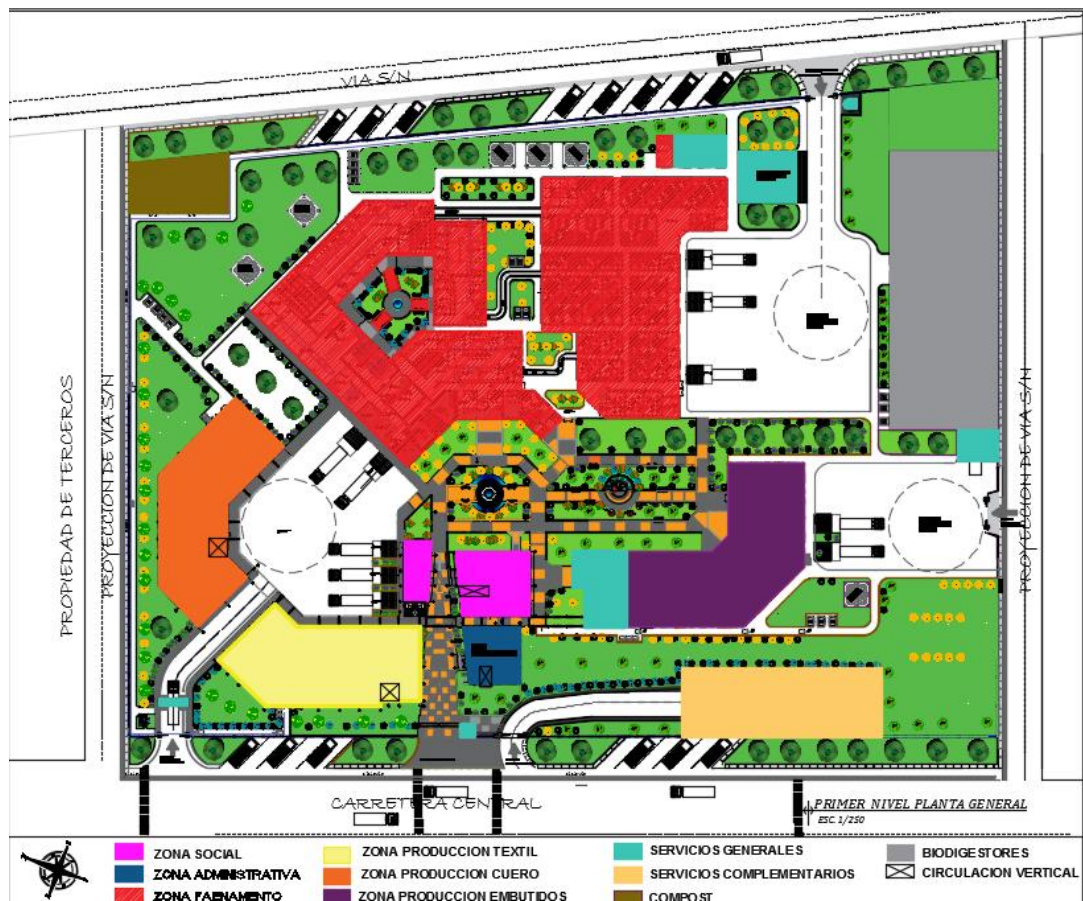 VIA S/N
PROPIEDAD DE TERCEROS
PROYECCION DE VIA S/N
PROYECCION DE VIA S/N
CARRETERA CENTRAL
PRIMER NIVEL PLANTA GENERAL
ESC. 1/250
ZONA SOCIAL
ZONA ADMINISTRATIVA
ZONA FAENAMENTO
ZONA PRODUCCION TEXTIL
ZONA PRODUCCION CUERO
ZONA PRODUCCION EMBUTIDOS
SERVICIOS GENERALES
SERVICIOS COMPLEMENTARIOS
COMPOST
BIODIGESTORES
CIRCULACION VERTICAL